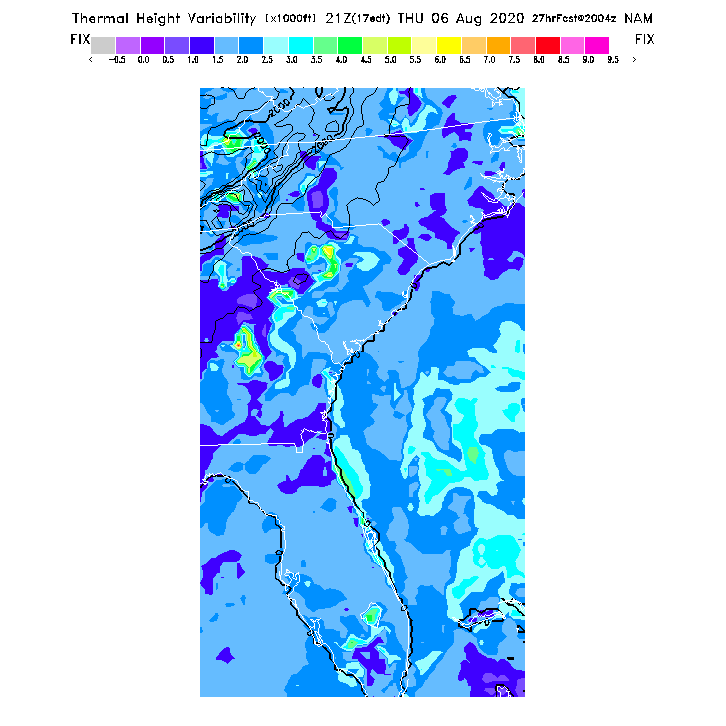 Thermal Height Variability [x1000ft] 21Z(17edt) THU 06 Aug 2020 27hrFcst@2004z NAM
FIX FIX
< -0.5 0.0 0.5 1.0 1.5 2.0 2.5 3.0 3.5 4.0 4.5 5.0 5.5 6.0 6.5 7.0 7.5 8.0 8.5 9.0 9.5 >
2000
2000